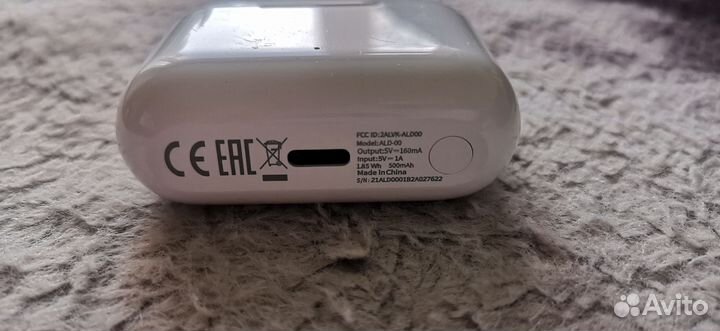 CE EAC
FCC ID:2ALVK-ALD00
Model:ALD-00
Output:5V⎓160mA
Input:5V⎓1A
1.85 Wh 500mAh
Made in China
S/N: 21ALD0001B2A027622
Avito